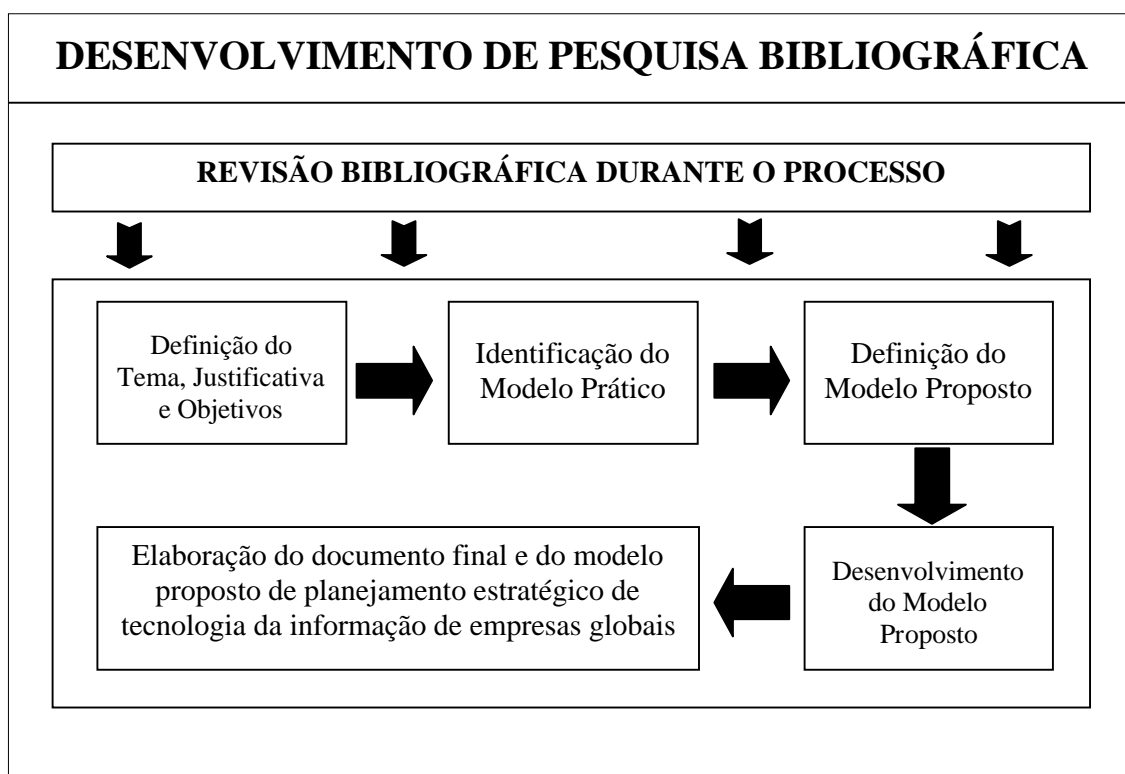 DESENVOLVIMENTO DE PESQUISA BIBLIOGRÁFICA
REVISÃO BIBLIOGRÁFICA DURANTE O PROCESSO
Definição do
Tema, Justificativa
e Objetivos
Identificação do
Modelo Prático
Definição do
Modelo Proposto
Elaboração do documento final e do modelo
proposto de planejamento estratégico de
tecnologia da informação de empresas globais
Desenvolvimento
do Modelo
Proposto